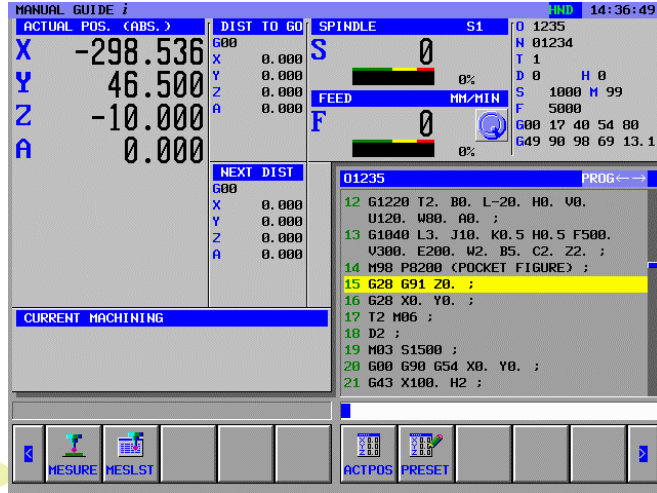 MANUAL GUIDE i HND 14:36:49
ACTUAL POS. (ABS.)
X -298.536
Y 46.500
Z -10.000
A 0.000
DIST TO GO
G00
X 0.000
Y 0.000
Z 0.000
A 0.000
SPINDLE S1
S 0
0%
FEED MM/MIN
F 0
0%
O 1235
N 01234
T 1
D 0 H 0
S 1000 M 99
F 5000
G00 17 40 54 80
G49 90 98 69 13.1
NEXT DIST
G00
X 0.000
Y 0.000
Z 0.000
A 0.000
O1235 PROG←→
12 G1220 T2. B0. L-20. H0. V0.
U120. W80. A0. ;
13 G1040 L3. J10. K0.5 H0.5 F500.
V300. E200. W2. B5. C2. Z2. ;
14 M98 P8200 (POCKET FIGURE) ;
15 G28 G91 Z0. ;
16 G28 X0. Y0. ;
17 T2 M06 ;
18 D2 ;
19 M03 S1500 ;
20 G00 G90 G54 X0. Y0. ;
21 G43 X100. H2 ;
CURRENT MACHINING
MESURE MESLST ACTPOS PRESET